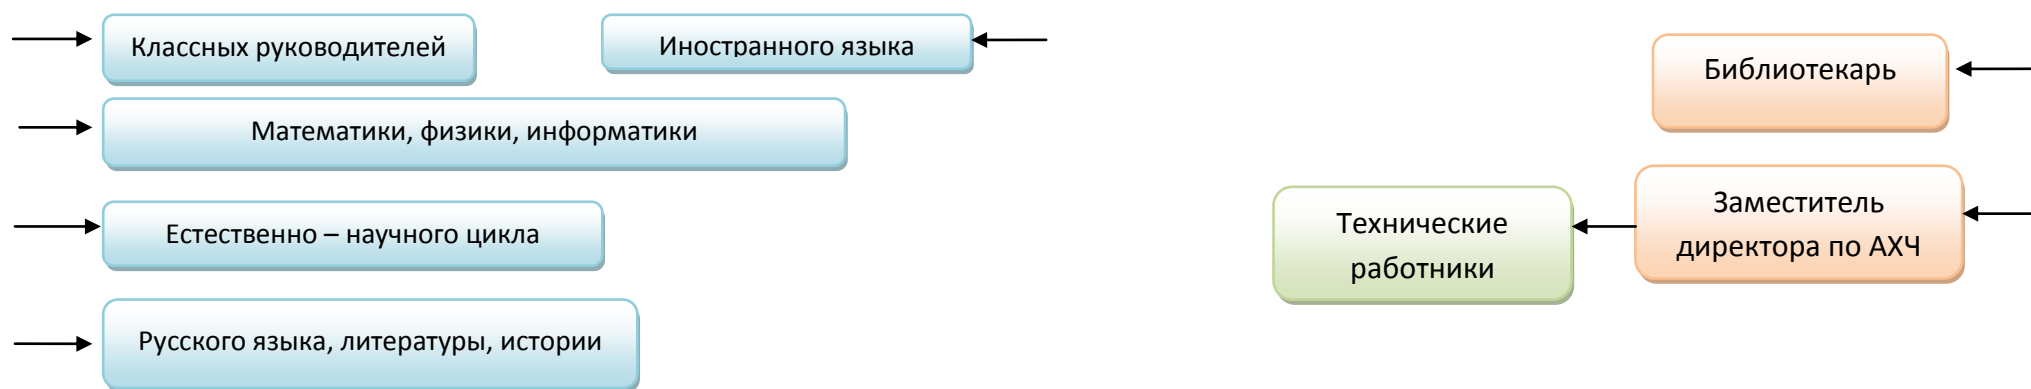 Классных руководителей
Иностранного языка
Математики, физики, информатики
Естественно – научного цикла
Русского языка, литературы, истории
Библиотекарь
Заместитель
директора по АХЧ
Технические
работники